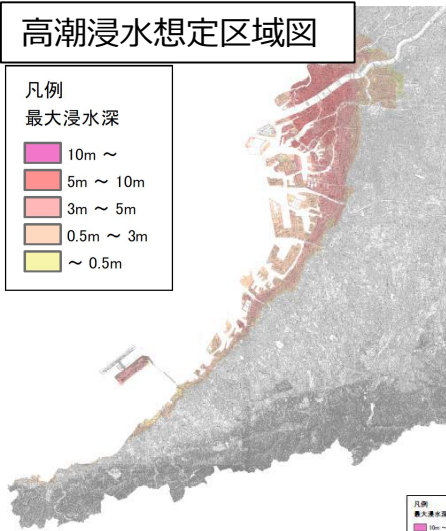 高潮浸水想定区域図
凡例
最大浸水深
10m ～
5m ～ 10m
3m ～ 5m
0.5m ～ 3m
～ 0.5m
凡例
最大浸水深
10m ～